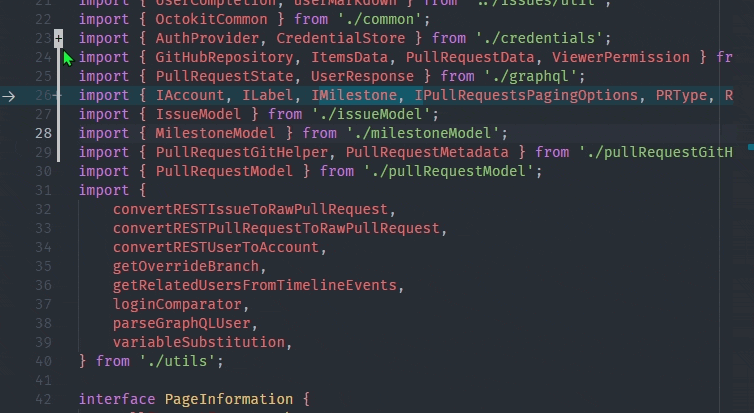 21 import { UserCompletion, userMarkdown } from '../issues/util';
22 import { OctokitCommon } from './common';
23 + import { AuthProvider, CredentialStore } from './credentials';
24 import { GitHubRepository, ItemsData, PullRequestData, ViewerPermission } fr
25 import { PullRequestState, UserResponse } from './graphql';
26 + import { IAccount, ILabel, IMilestone, IPullRequestsPagingOptions, PRType, R
27 import { IssueModel } from './issueModel';
28 import { MilestoneModel } from './milestoneModel';
29 import { PullRequestGitHelper, PullRequestMetadata } from './pullRequestGitH
30 import { PullRequestModel } from './pullRequestModel';
31 import {
32 convertRESTIssueToRawPullRequest,
33 convertRESTPullRequestToRawPullRequest,
34 convertRESTUserToAccount,
35 getOverrideBranch,
36 getRelatedUsersFromTimelineEvents,
37 loginComparator,
38 parseGraphQLUser,
39 variableSubstitution,
40 } from './utils';
41
42 interface PageInformation {